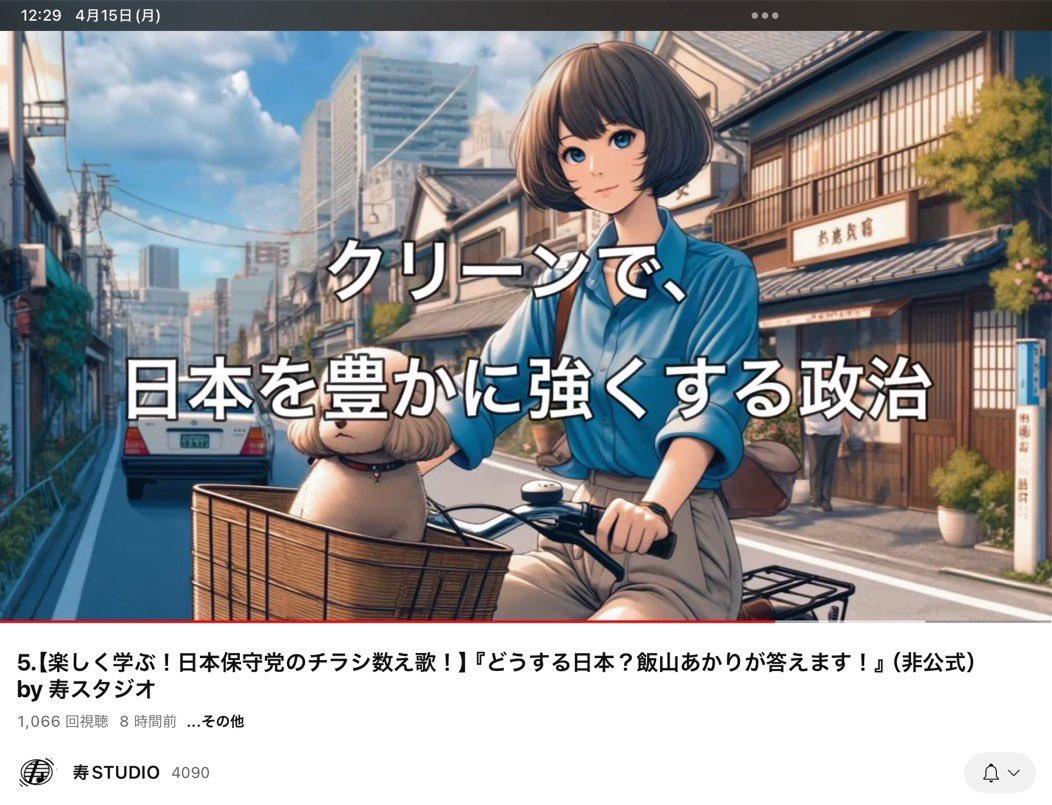 12:29 4月15日(月)
クリーンで、
日本を豊かに強くする政治
5.【楽しく学ぶ！日本保守党のチラシ数え歌！】『どうする日本？飯山あかりが答えます！』（非公式）
by 寿スタジオ
1,066 回視聴 8 時間前 ...その他
寿STUDIO 4090